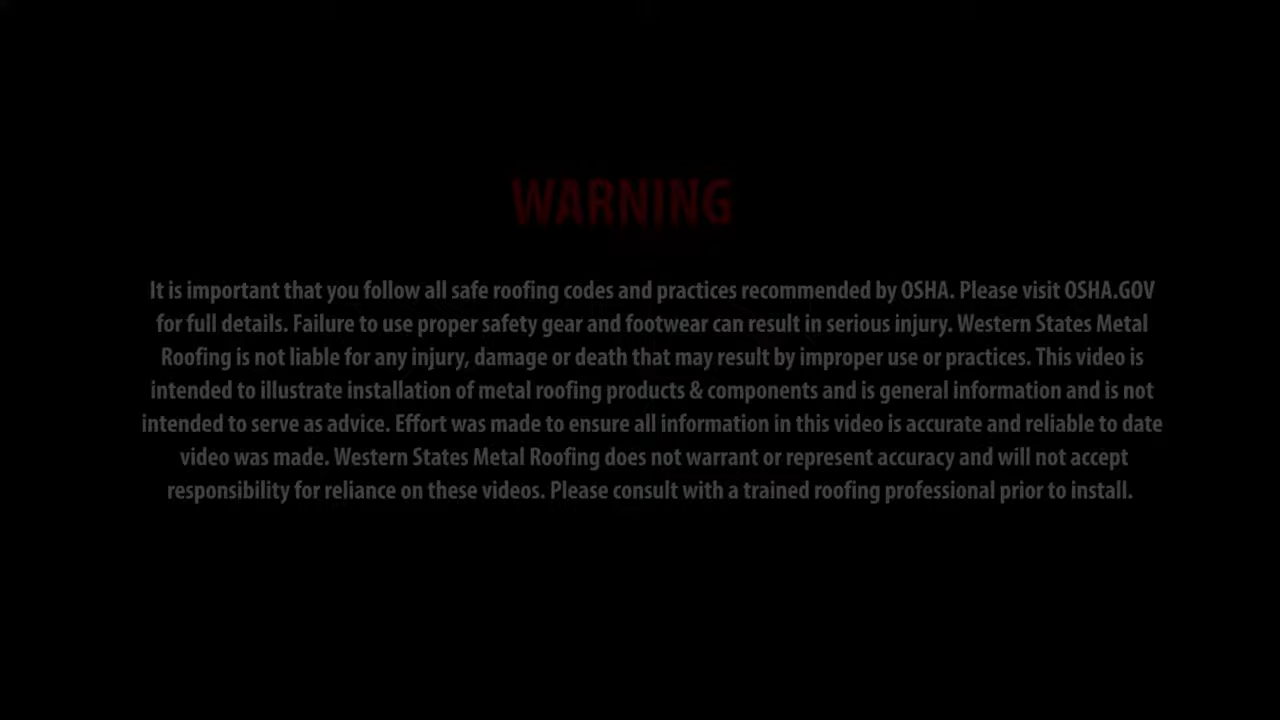 WARNING
It is important that you follow all safe roofing codes and practices recommended by OSHA. Please visit OSHA.GOV
for full details. Failure to use proper safety gear and footwear can result in serious injury. Western States Metal
Roofing is not liable for any injury, damage or death that may result by improper use or practices. This video is
intended to illustrate installation of metal roofing products & components and is general information and is not
intended to serve as advice. Effort was made to ensure all information in this video is accurate and reliable to date
video was made. Western States Metal Roofing does not warrant or represent accuracy and will not accept
responsibility for reliance on these videos. Please consult with a trained roofing professional prior to install.